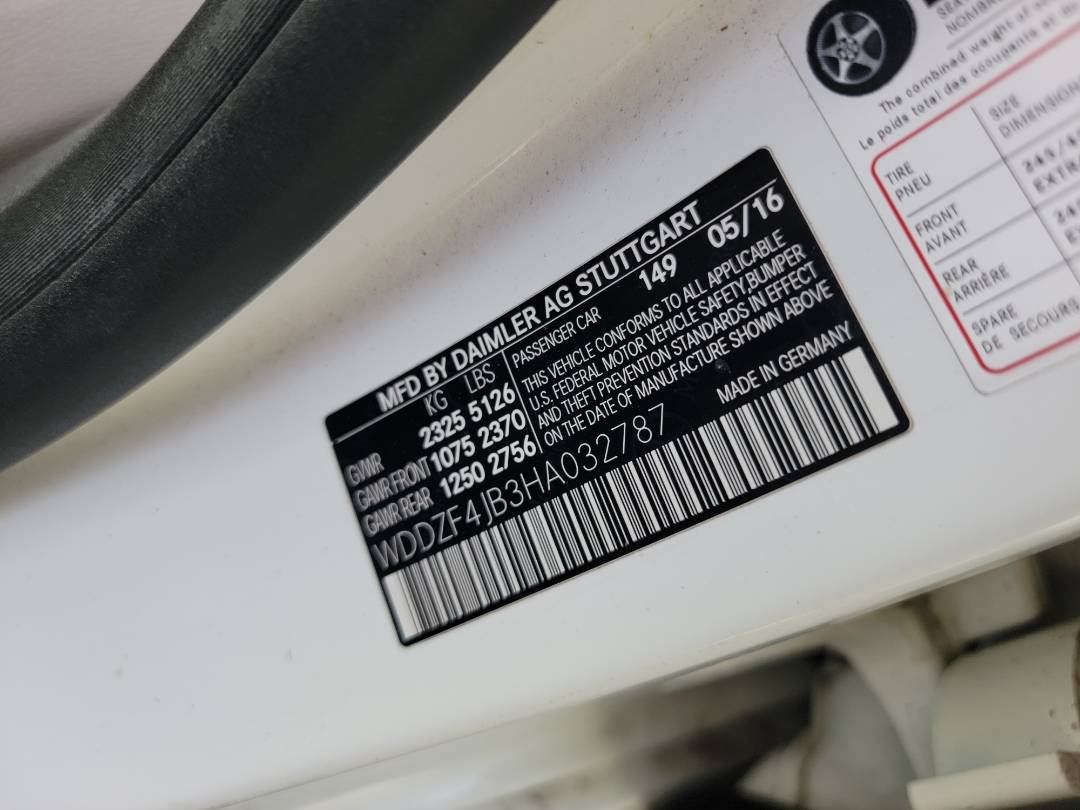 MFD BY DAIMLER AG STUTTGART
KG LBS
GVWR 2325 5126
GAWR FRONT 1075 2370
GAWR REAR 1250 2756
PASSENGER CAR 149 05/16
THIS VEHICLE CONFORMS TO ALL APPLICABLE
U.S. FEDERAL MOTOR VEHICLE SAFETY,BUMPER
AND THEFT PREVENTION STANDARDS IN EFFECT
ON THE DATE OF MANUFACTURE SHOWN ABOVE
WDDZF4JB3HA032787
MADE IN GERMANY
The combined weight of
Le poids total des occupants et du
TIRE
PNEU
SIZE
DIMENSION
FRONT
AVANT
REAR
ARRIÈRE
SPARE
DE SECOURS